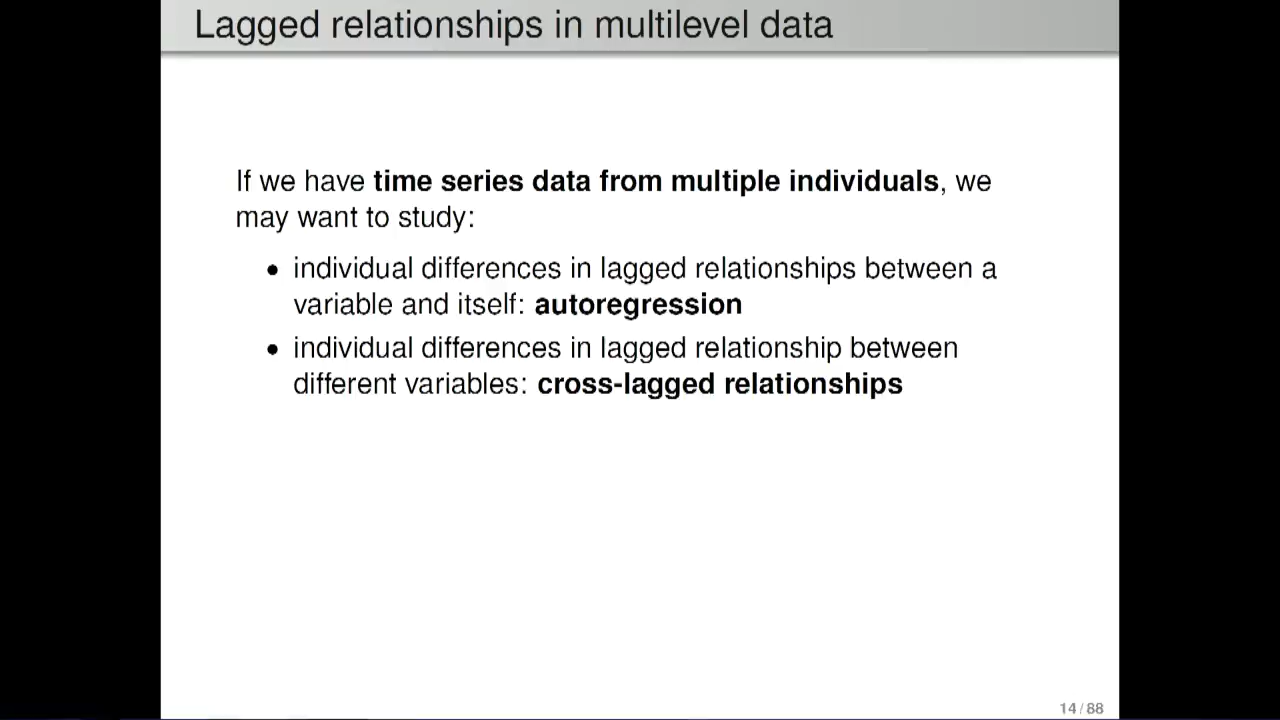 Lagged relationships in multilevel data
If we have time series data from multiple individuals, we
may want to study:
• individual differences in lagged relationships between a
variable and itself: autoregression
• individual differences in lagged relationship between
different variables: cross-lagged relationships
14 / 88